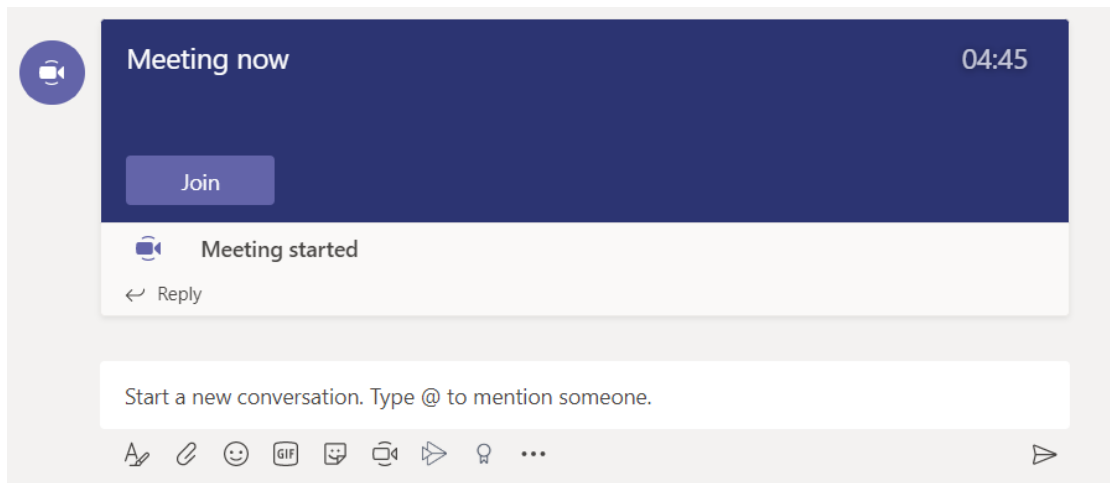 Meeting now
04:45
Join
Meeting started
Reply
Start a new conversation. Type @ to mention someone.
GIF